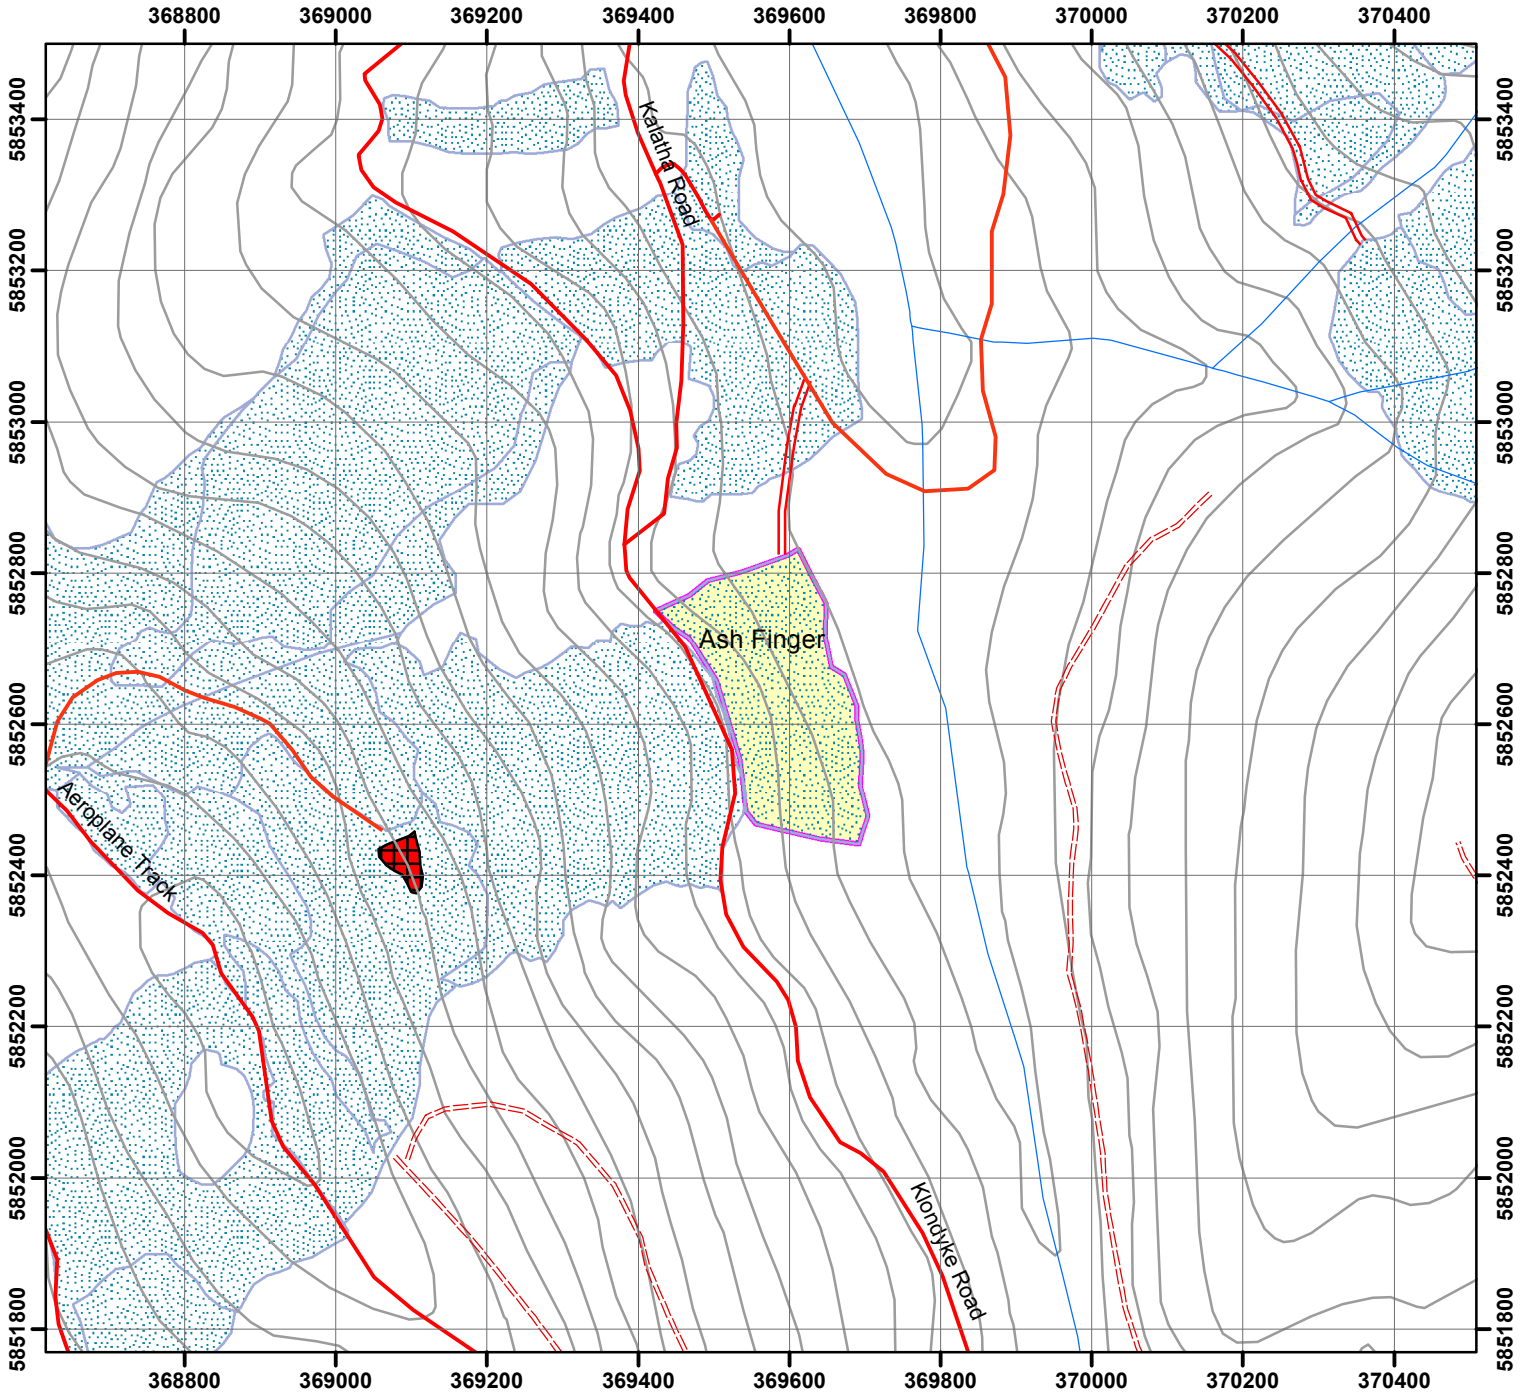 368800 369000 369200 369400 369600 369800 370000 370200 370400
5853400 5853400
Kalatha Road
5853200 5853200
5853000 5853000
5852800 5852800
Ash Finger
5852600 5852600
Aeroplane Track
5852400 5852400
5852200 5852200
5852000 5852000
Klondyke Road
5851800 5851800
368800 369000 369200 369400 369600 369800 370000 370200 370400